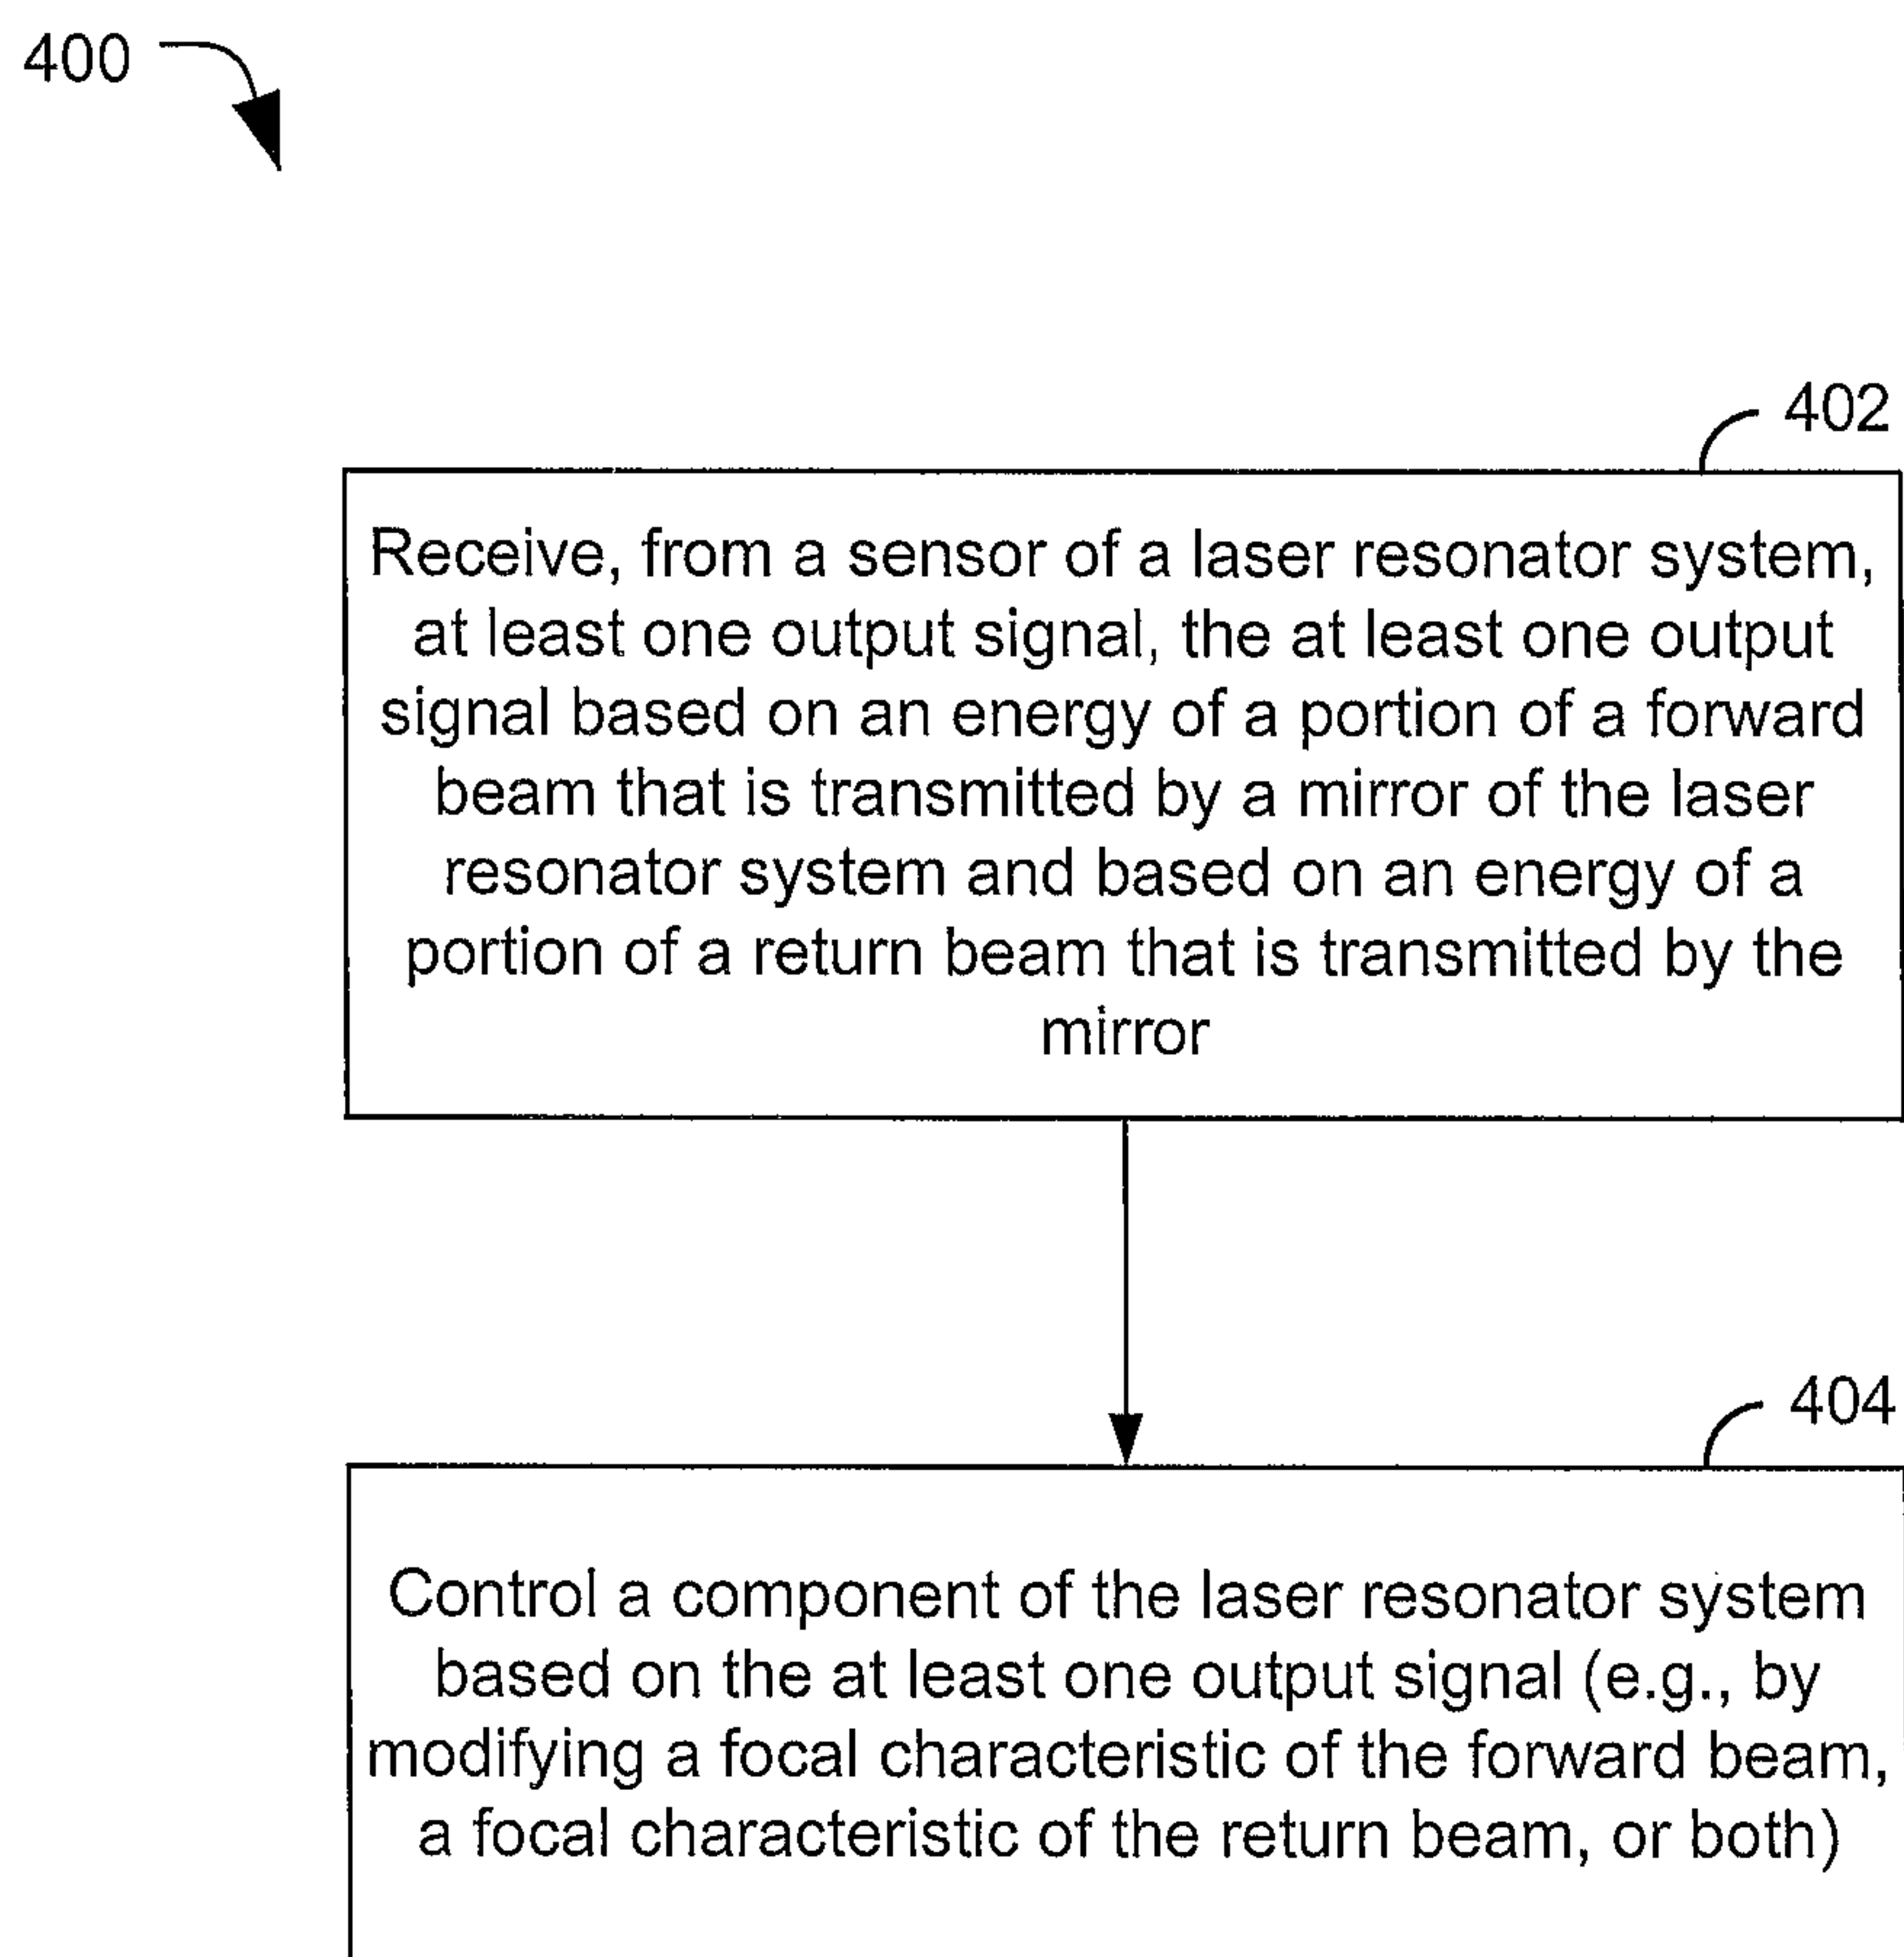 400
402
Receive, from a sensor of a laser resonator system,
at least one output signal, the at least one output
signal based on an energy of a portion of a forward
beam that is transmitted by a mirror of the laser
resonator system and based on an energy of a
portion of a return beam that is transmitted by the
mirror
404
Control a component of the laser resonator system
based on the at least one output signal (e.g., by
modifying a focal characteristic of the forward beam,
a focal characteristic of the return beam, or both)